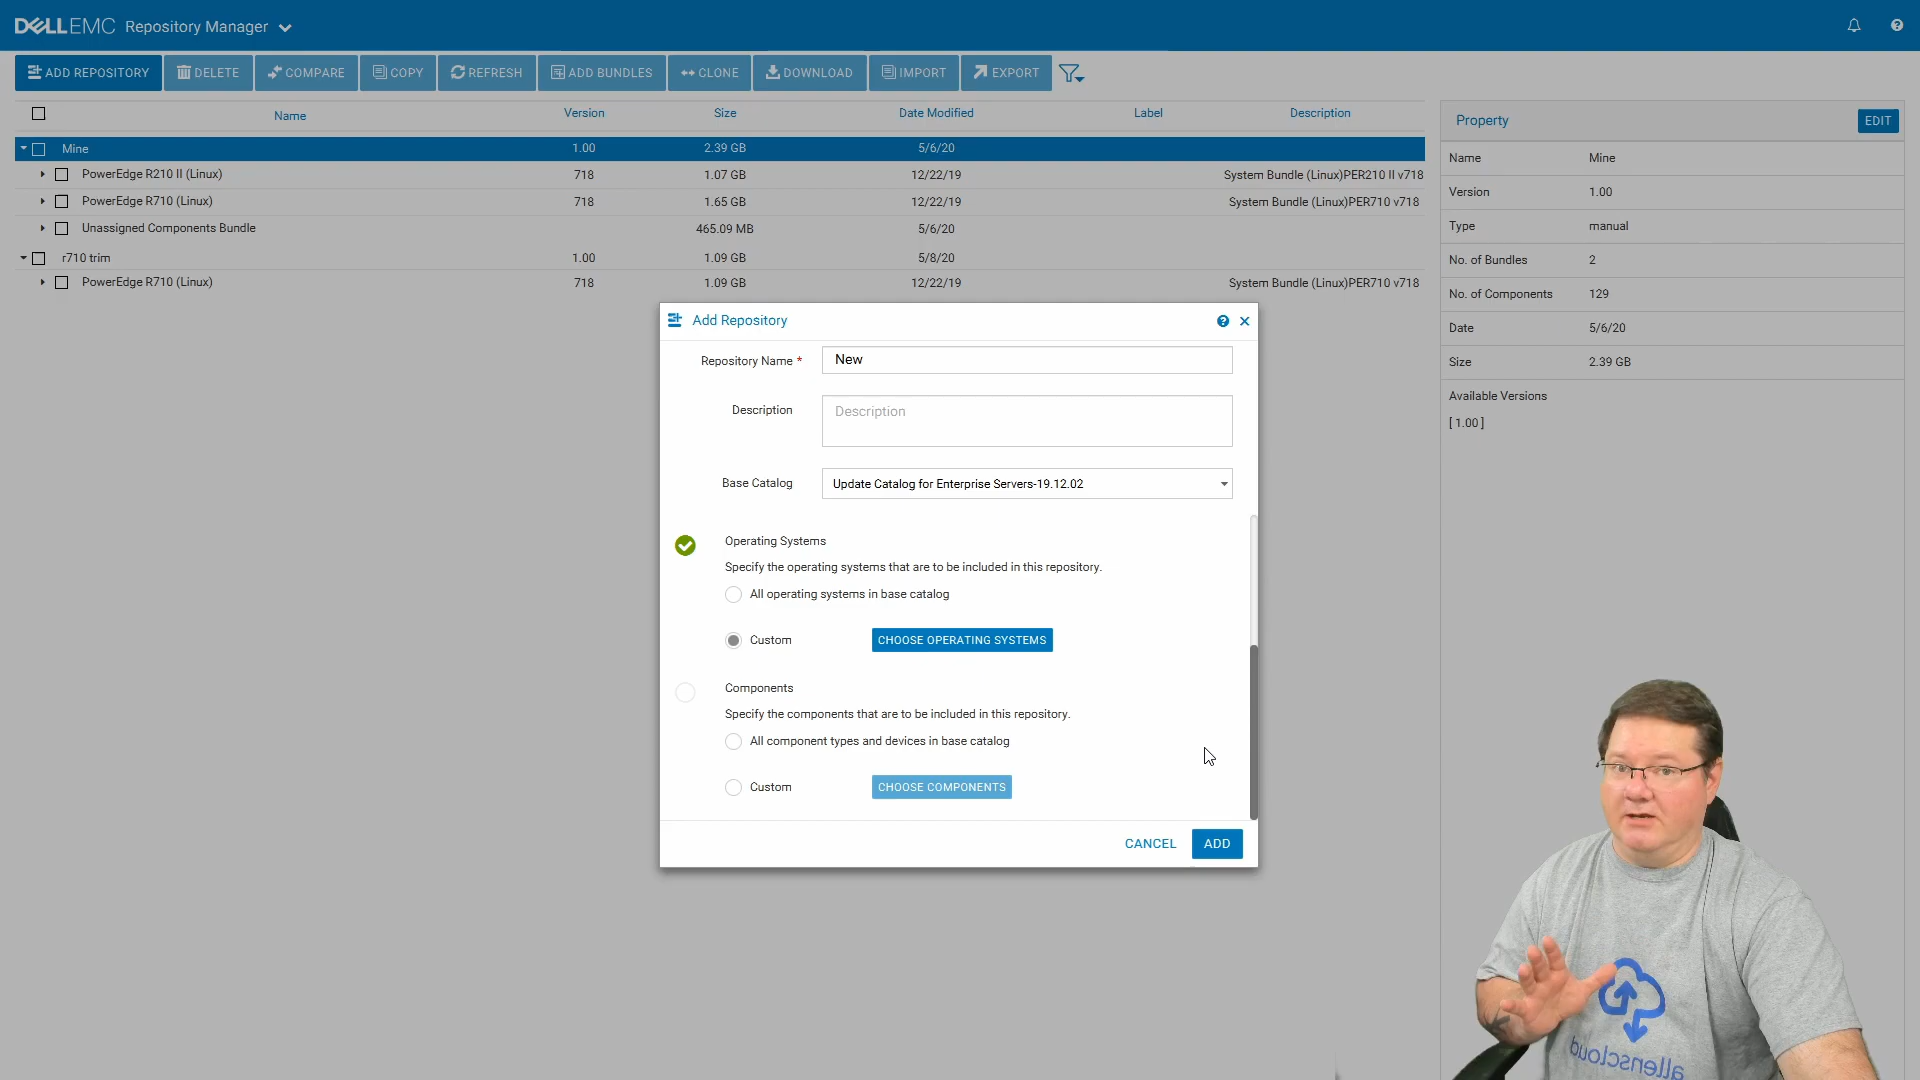 DELLEMC Repository Manager
ADD REPOSITORY DELETE COMPARE COPY REFRESH ADD BUNDLES CLONE DOWNLOAD IMPORT EXPORT
Name Version Size Date Modified Label Description
Mine 1.00 2.39 GB 5/6/20
PowerEdge R210 II (Linux) 718 1.07 GB 12/22/19 System Bundle (Linux)PER210 II v718
PowerEdge R710 (Linux) 718 1.65 GB 12/22/19 System Bundle (Linux)PER710 v718
Unassigned Components Bundle 465.09 MB 5/6/20
r710 trim 1.00 1.09 GB 5/8/20
PowerEdge R710 (Linux) 718 1.09 GB 12/22/19 System Bundle (Linux)PER710 v718
Property EDIT
Name Mine
Version 1.00
Type manual
No. of Bundles 2
No. of Components 129
Date 5/6/20
Size 2.39 GB
Available Versions
[ 1.00 ]
Add Repository
Repository Name * New
Description Description
Base Catalog Update Catalog for Enterprise Servers-19.12.02
Operating Systems
Specify the operating systems that are to be included in this repository.
All operating systems in base catalog
Custom CHOOSE OPERATING SYSTEMS
Components
Specify the components that are to be included in this repository.
All component types and devices in base catalog
Custom CHOOSE COMPONENTS
CANCEL ADD
allenscloud